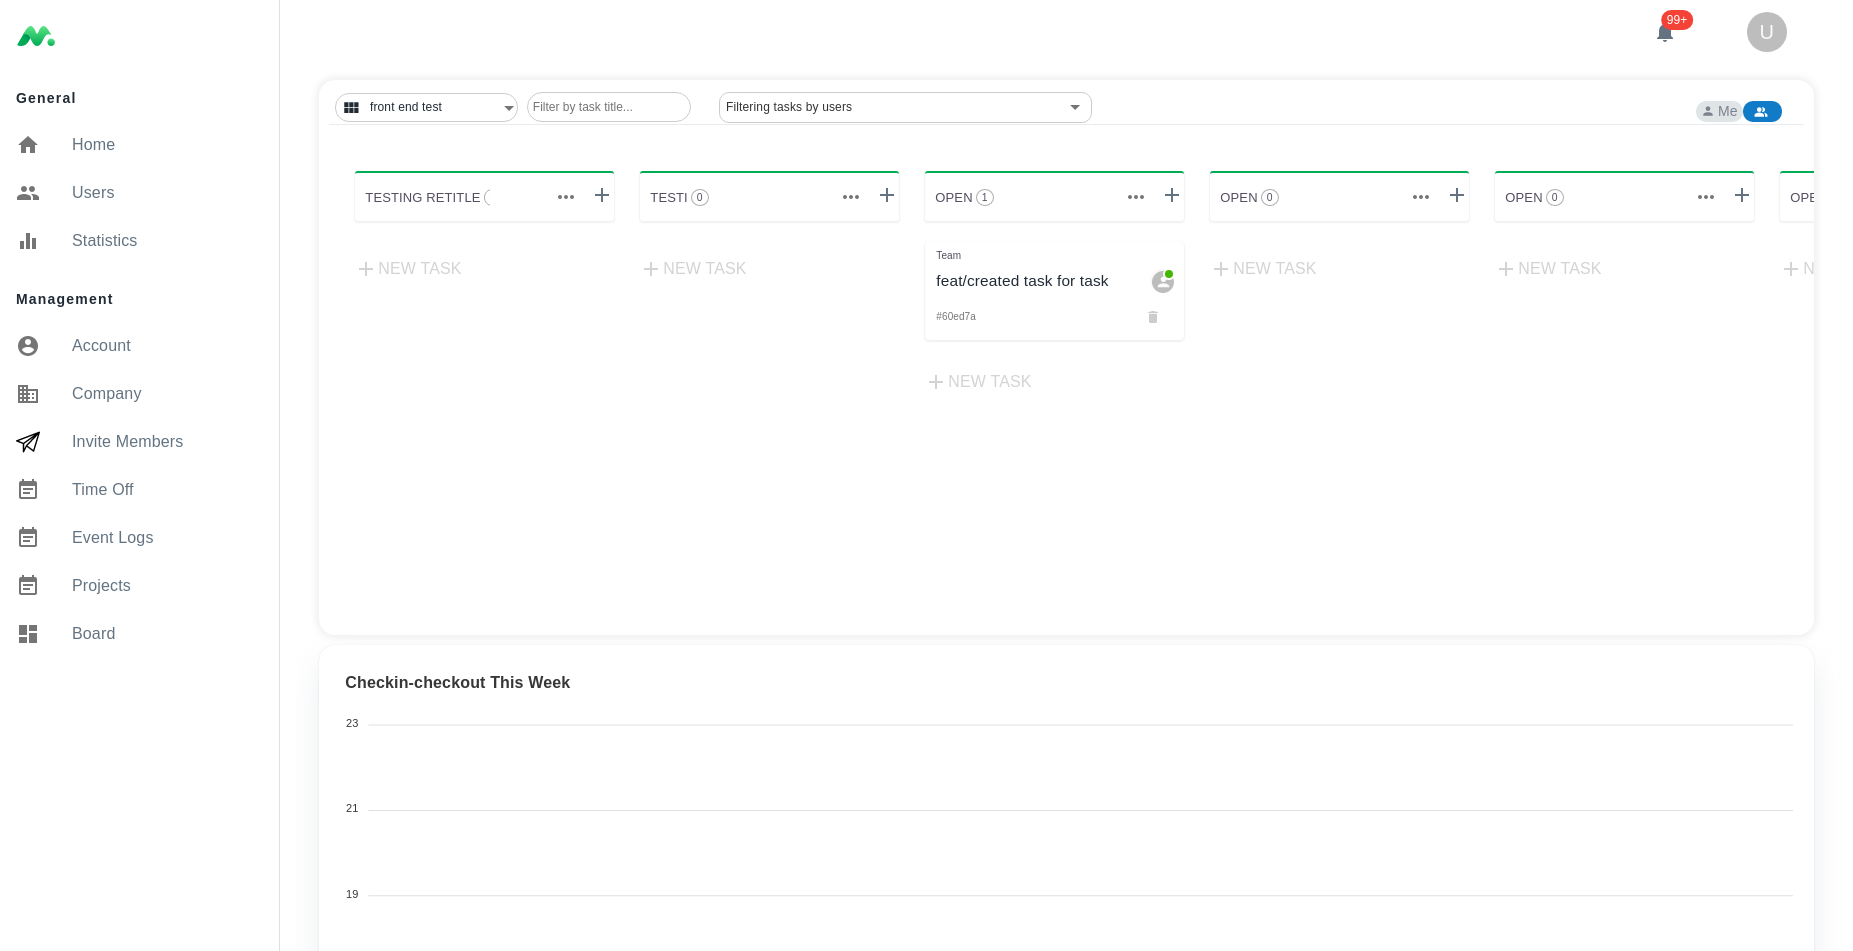 99+
U
General
Home
Users
Statistics
Management
Account
Company
Invite Members
Time Off
Event Logs
Projects
Board
front end test
Filter by task title...
Filtering tasks by users
Me
TESTING RETITLE
TESTI 0
OPEN 1
OPEN 0
OPEN 0
OPE
NEW TASK
NEW TASK
Team
feat/created task for task
#60ed7a
NEW TASK
NEW TASK
NEW TASK
N
Checkin-checkout This Week
23
21
19